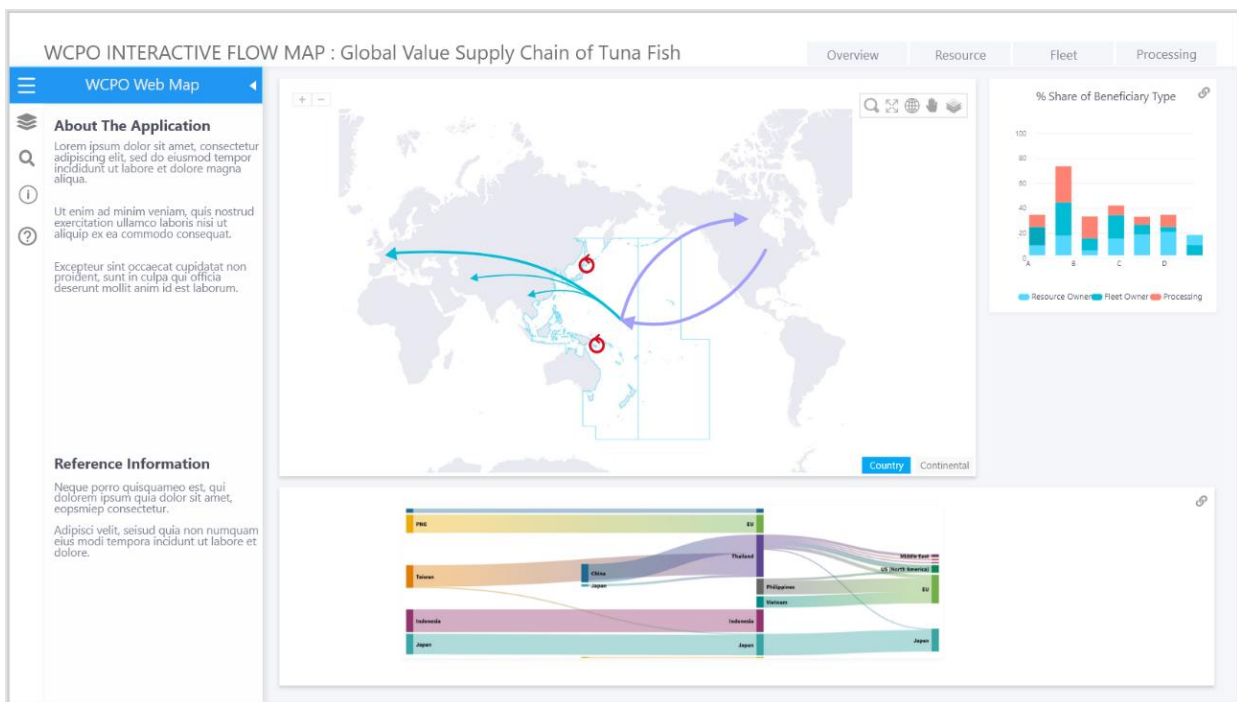 WCPO INTERACTIVE FLOW MAP : Global Value Supply Chain of Tuna Fish
Overview
Resource
Fleet
Processing
WCPO Web Map
About The Application
Lorem ipsum dolor sit amet, consectetur
adipiscing elit, sed do eiusmod tempor
incididunt ut labore et dolore magna
aliqua.
Ut enim ad minim veniam, quis nostrud
exercitation ullamco laboris nisi ut
aliquip ex ea commodo consequat.
Excepteur sint occaecat cupidatat non
proident, sunt in culpa qui officia
deserunt mollit anim id est laborum.
Reference Information
Neque porro quisquameo est, qui
dolorem ipsum quia dolor sit amet,
eopsmiep consectetur.
Adipisci velit, seisud quia non numquam
eius modi tempora incidunt ut labore et
dolore.
+ −
Country
Continental
% Share of Beneficiary Type
100
80
60
40
20
0
A B C D
Resource Owner Fleet Owner Processing
PNG
EU
Thailand
Middle East
US (North America)
Taiwan
China
Japan
Philippines
EU
Vietnam
Indonesia
Indonesia
Japan
Japan
Japan